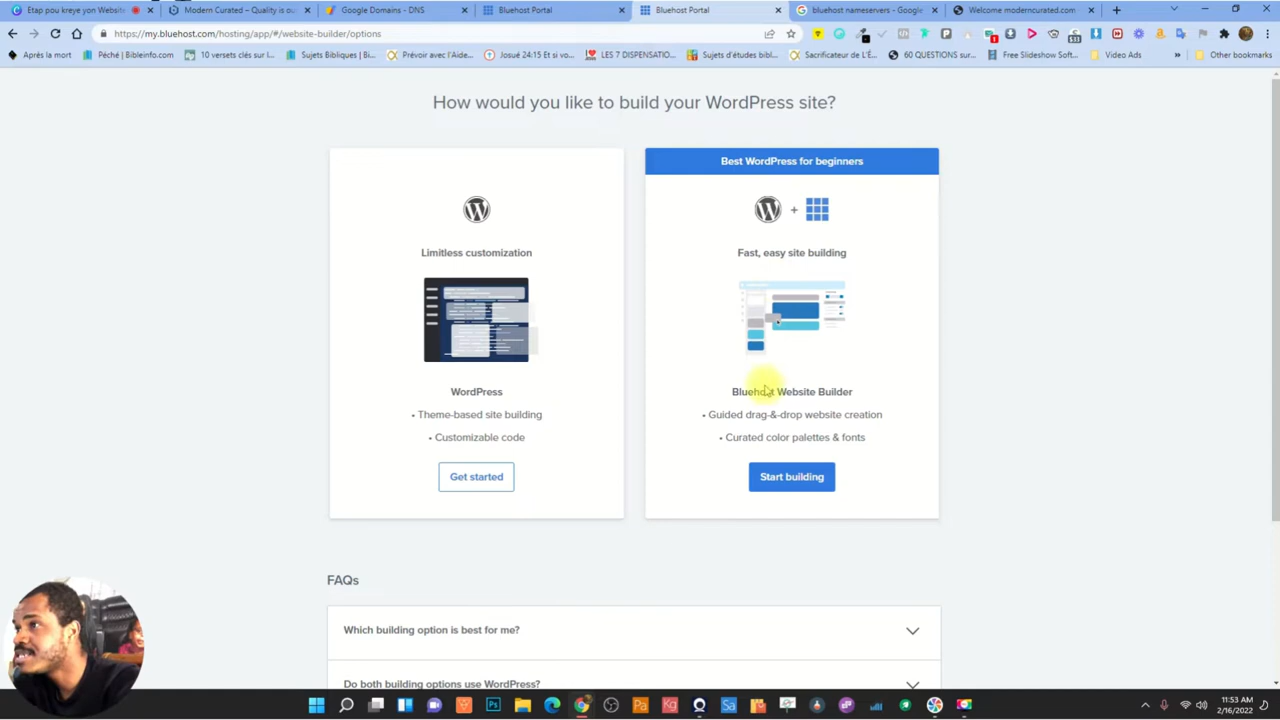 Etap pou kreye yon Website
Modern Curated – Quality is ou
Google Domains - DNS
Bluehost Portal
Bluehost Portal
bluehost nameservers - Google
Welcome moderncurated.com
https://my.bluehost.com/hosting/app/#/website-builder/options
Après la mort
Péché | Bibleinfo.com
10 versets clés sur l...
Sujets Bibliques | Bi...
Prévoir avec l'Aide...
Josué 24:15 Et si vo...
LES 7 DISPENSATIO...
Sujets d'études bibl...
Sacrificateur de l'É...
60 QUESTIONS sur...
Free Slideshow Soft...
Video Ads
»
Other bookmarks
How would you like to build your WordPress site?
Limitless customization
WordPress
• Theme-based site building
• Customizable code
Get started
Best WordPress for beginners
+
Fast, easy site building
Bluehost Website Builder
• Guided drag-&-drop website creation
• Curated color palettes & fonts
Start building
FAQs
Which building option is best for me?
Do both building options use WordPress?
11:53 AM
2/16/2022